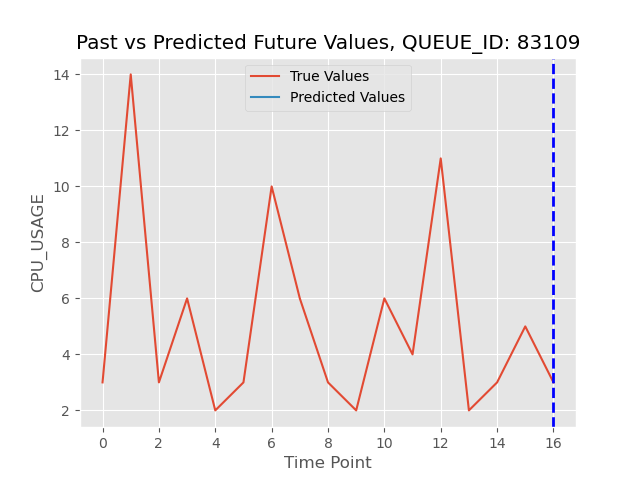 Past vs Predicted Future Values, QUEUE_ID: 83109
True Values
Predicted Values
CPU_USAGE
14
12
10
8
6
4
2
0 2 4 6 8 10 12 14 16
Time Point